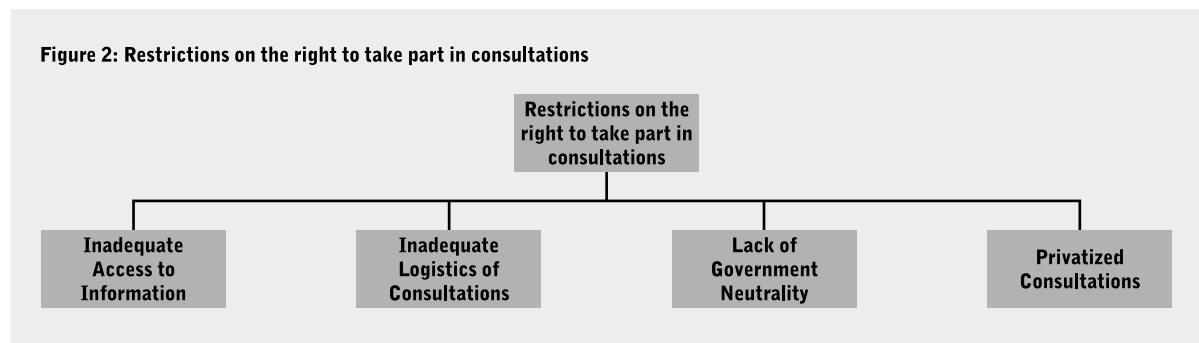 Figure 2: Restrictions on the right to take part in consultations
Restrictions on the
right to take part in
consultations
Inadequate
Access to
Information
Inadequate
Logistics of
Consultations
Lack of
Government
Neutrality
Privatized
Consultations